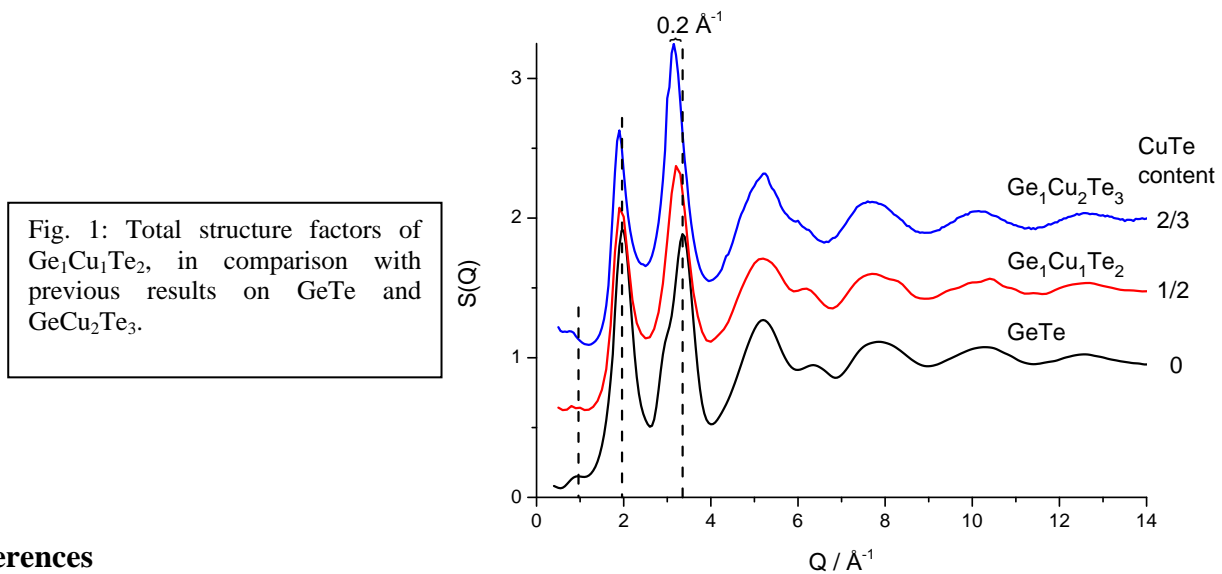 Fig. 1: Total structure factors of
Ge₁Cu₁Te₂, in comparison with
previous results on GeTe and
GeCu₂Te₃.
0.2 Å⁻¹
3
2
1
0
S(Q)
CuTe
content
Ge₁Cu₂Te₃
2/3
Ge₁Cu₁Te₂
1/2
GeTe
0
0 2 4 6 8 10 12 14
Q / Å⁻¹
erences